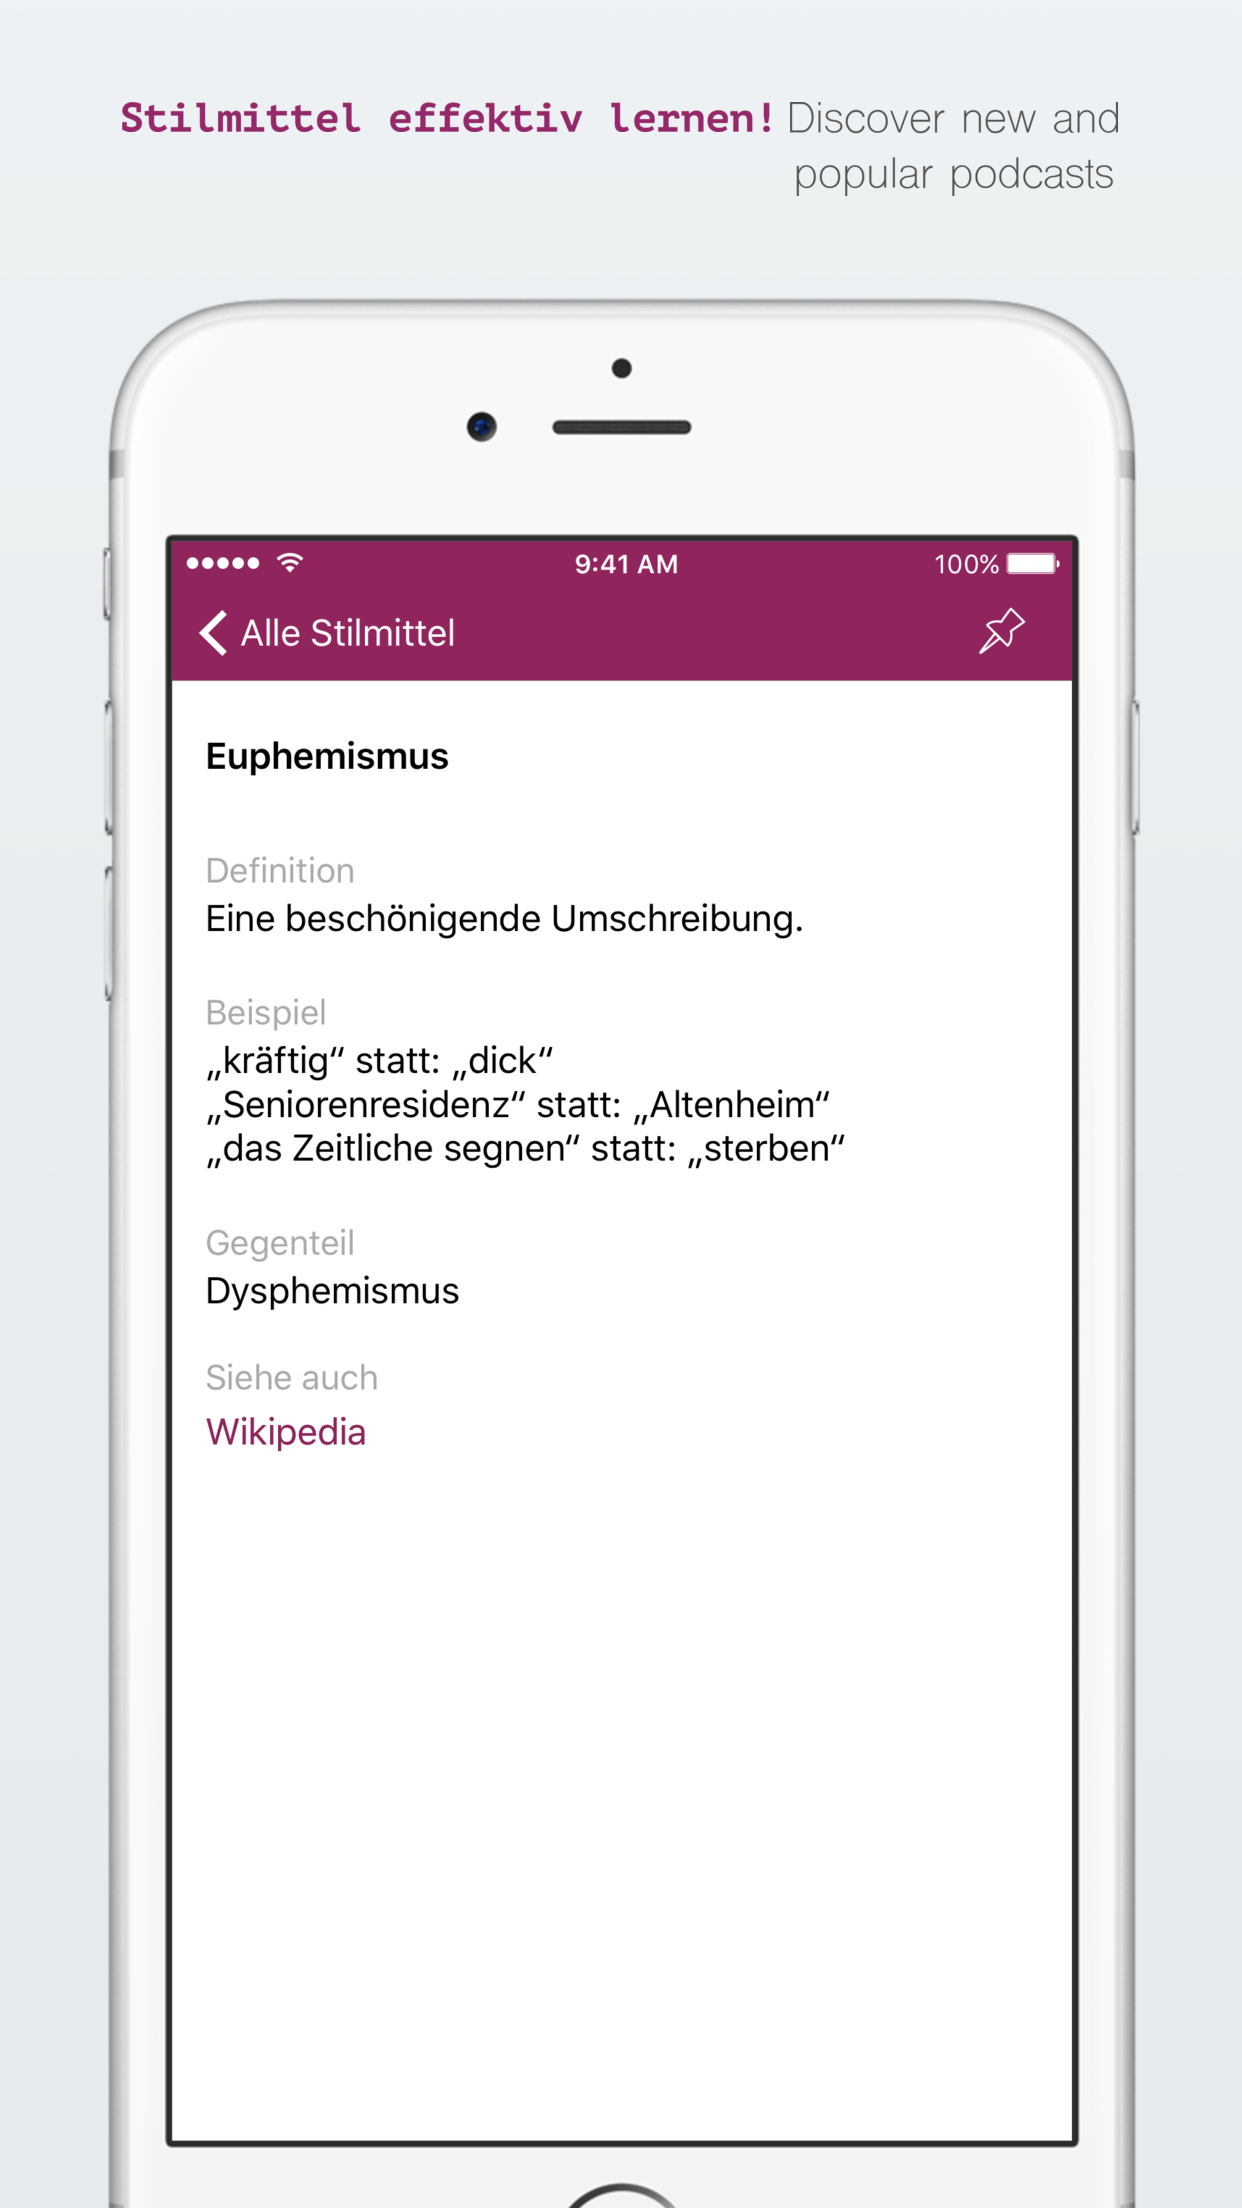 Stilmittel effektiv lernen! Discover new and
popular podcasts
9:41 AM
100%
Alle Stilmittel
Euphemismus
Definition
Eine beschönigende Umschreibung.
Beispiel
„kräftig“ statt: „dick“
„Seniorenresidenz“ statt: „Altenheim“
„das Zeitliche segnen“ statt: „sterben“
Gegenteil
Dysphemismus
Siehe auch
Wikipedia